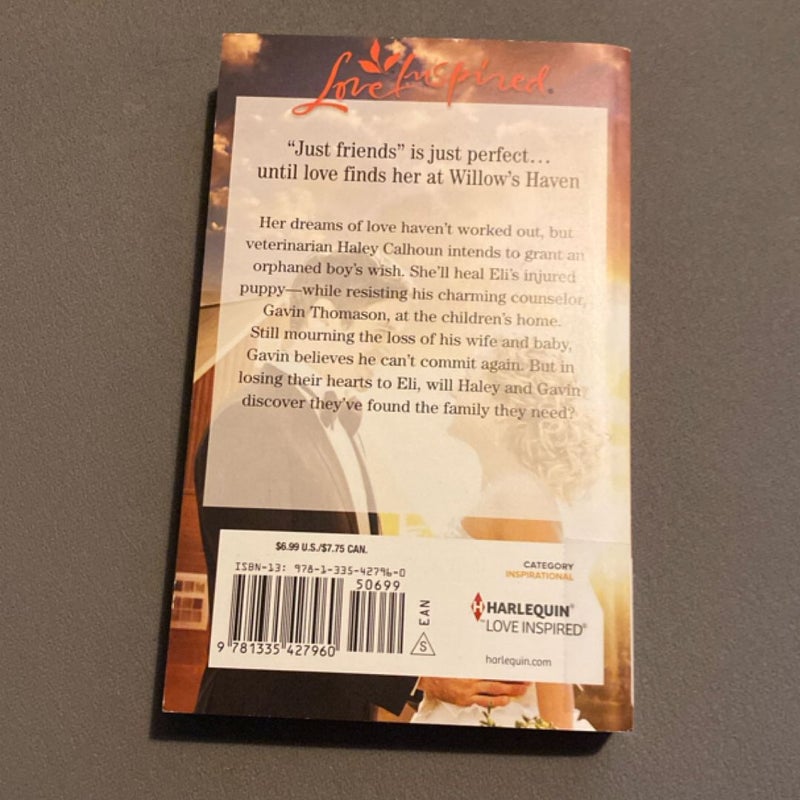 Love Inspired®
“Just friends” is just perfect…
until love finds her at Willow's Haven
Her dreams of love haven't worked out, but
veterinarian Haley Calhoun intends to grant an
orphaned boy's wish. She'll heal Eli's injured
puppy—while resisting his charming counselor,
Gavin Thomason, at the children's home.
Still mourning the loss of his wife and baby,
Gavin believes he can't commit again. But in
losing their hearts to Eli, will Haley and Gavin
discover they've found the family they need?
$6.99 U.S./$7.75 CAN.
ISBN-13: 978-1-335-42796-0
50699
EAN
S
9 781335 427960
CATEGORY
INSPIRATIONAL
H HARLEQUIN®
™LOVE INSPIRED®
harlequin.com